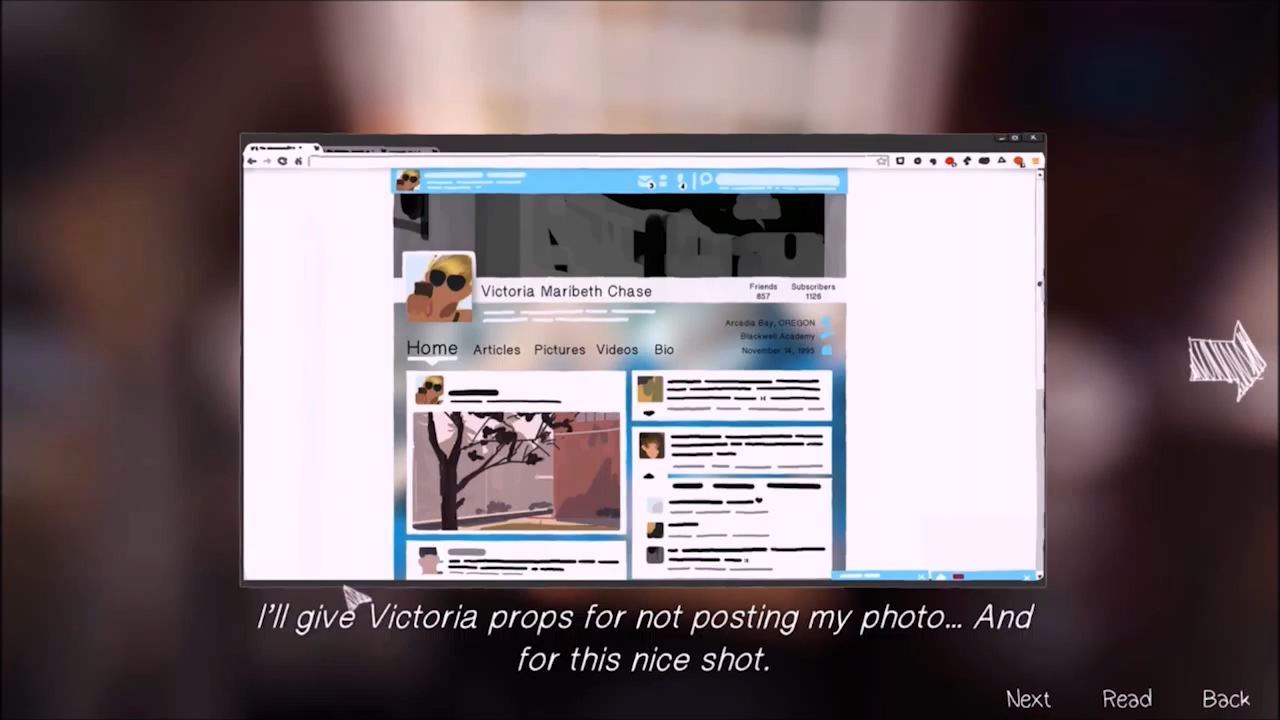 Victoria Maribeth Chase
Friends
857
Subscribers
1126
Arcadia Bay, OREGON
Blackwell Academy
November 14, 1995
Home Articles Pictures Videos Bio
I'll give Victoria props for not posting my photo... And
for this nice shot.
Next Read Back